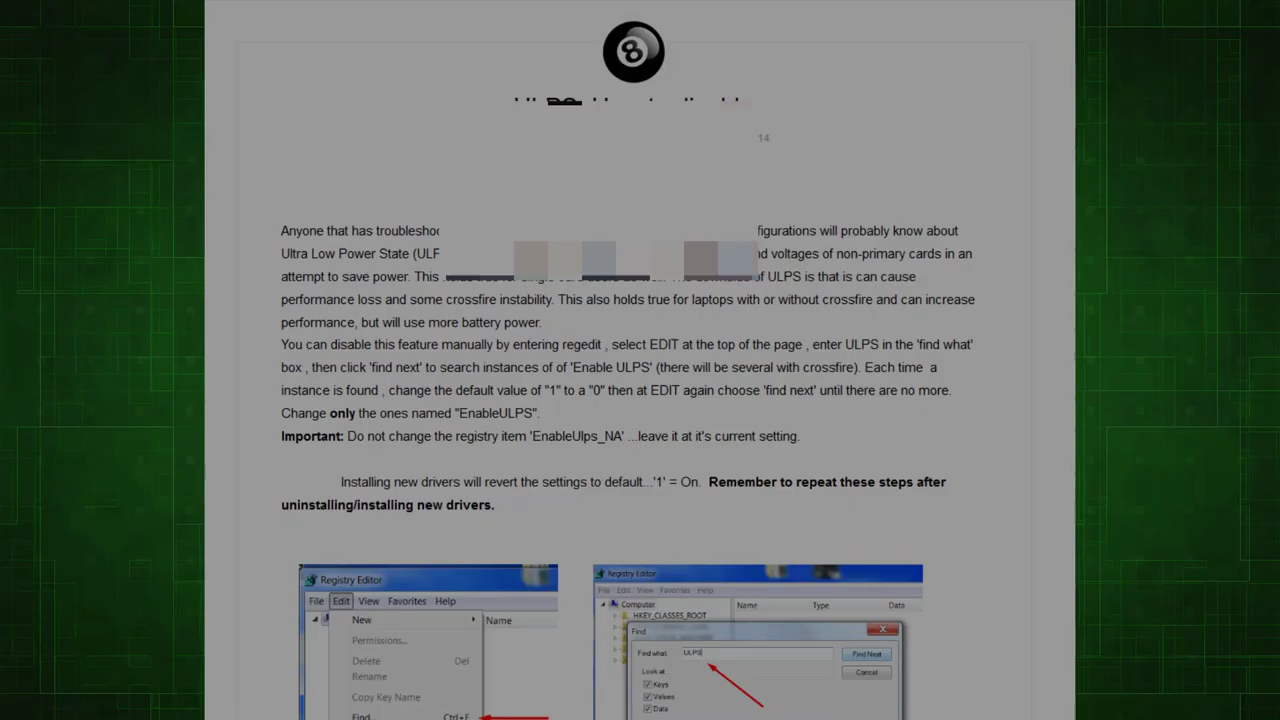 8
14
Anyone that has troubleshoo figurations will probably know about
Ultra Low Power State (ULP nd voltages of non-primary cards in an
attempt to save power. This of ULPS is that is can cause
performance loss and some crossfire instability. This also holds true for laptops with or without crossfire and can increase
performance, but will use more battery power.
You can disable this feature manually by entering regedit , select EDIT at the top of the page , enter ULPS in the 'find what'
box , then click 'find next' to search instances of of 'Enable ULPS' (there will be several with crossfire). Each time a
instance is found , change the default value of "1" to a "0" then at EDIT again choose 'find next' until there are no more.
Change only the ones named "EnableULPS".
Important: Do not change the registry item 'EnableUlps_NA' ...leave it at it's current setting.
Installing new drivers will revert the settings to default...'1' = On. Remember to repeat these steps after
uninstalling/installing new drivers.
Registry Editor
File Edit View Favorites Help
New
Name
Permissions...
Delete Del
Rename
Copy Key Name
Find... Ctrl+F
Registry Editor
File Edit View Favorites Help
Computer Name Type Data
HKEY_CLASSES_ROOT
Find
Find what: ULPS Find Next
Look at Cancel
Keys
Values
Data